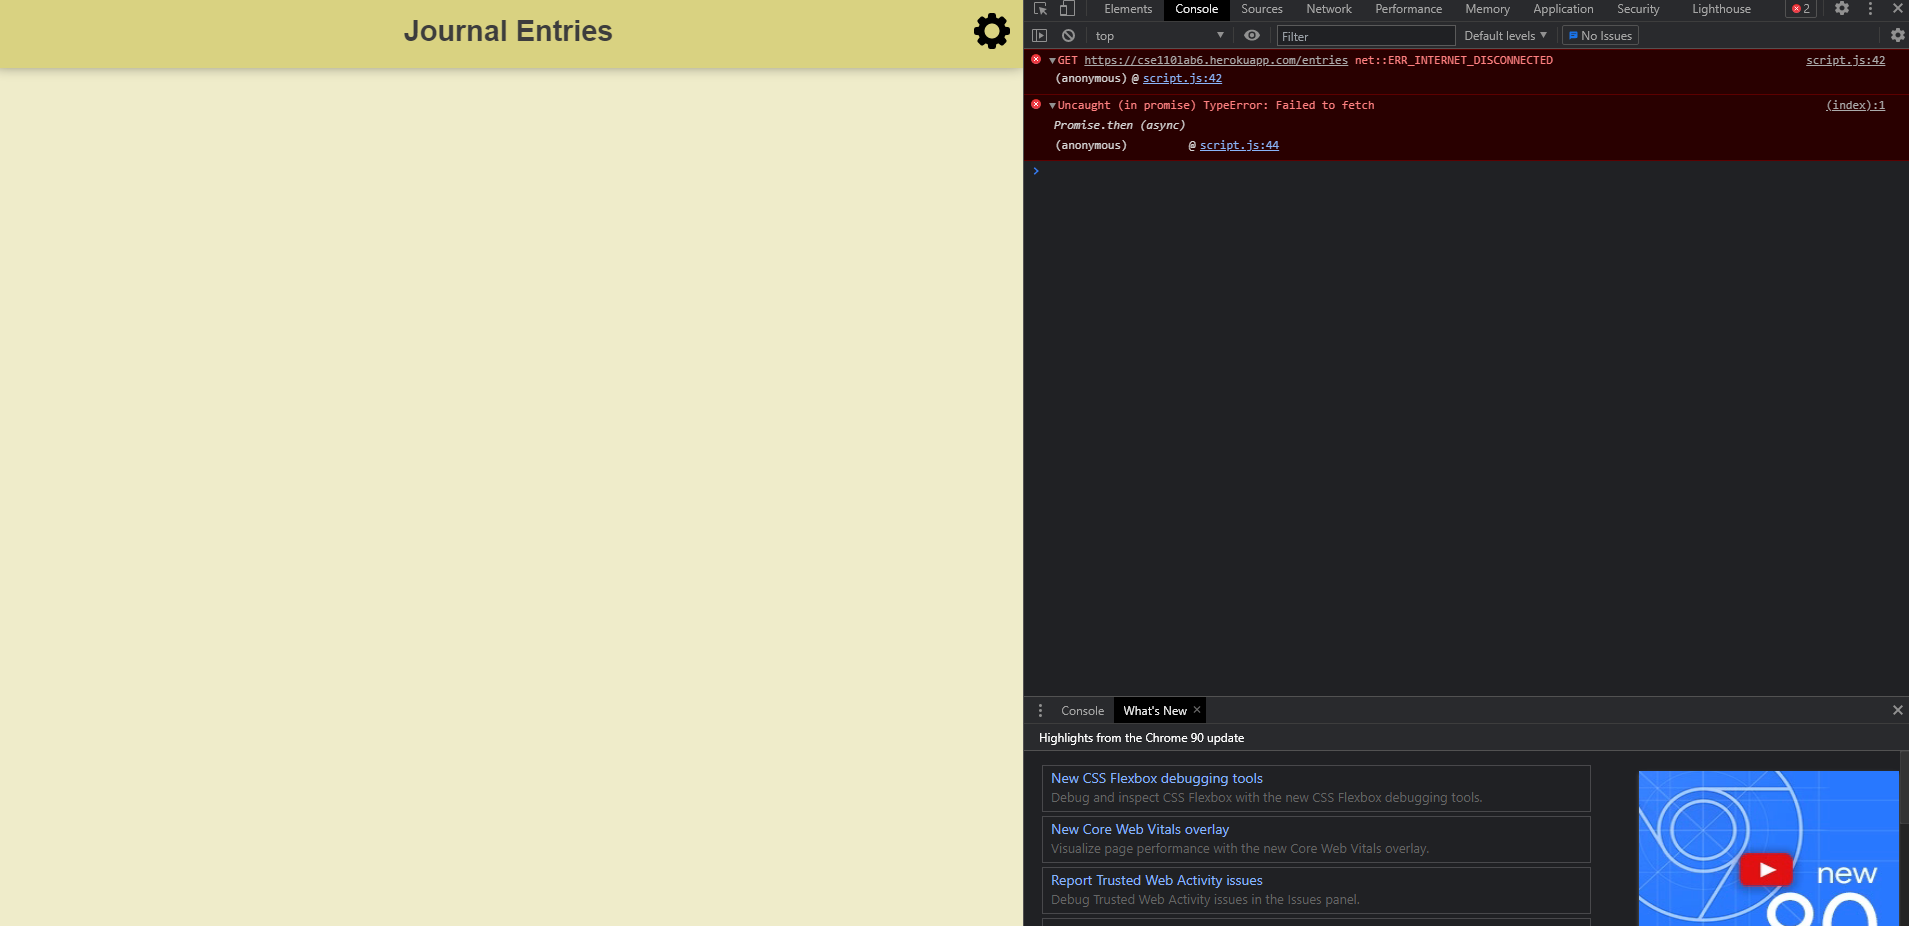 Journal Entries
Elements Console Sources Network Performance Memory Application Security Lighthouse 2
top Filter Default levels No Issues
GET https://cse110lab6.herokuapp.com/entries net::ERR_INTERNET_DISCONNECTED script.js:42
(anonymous) @ script.js:42
Uncaught (in promise) TypeError: Failed to fetch (index):1
Promise.then (async)
(anonymous) @ script.js:44
Console What's New
Highlights from the Chrome 90 update
New CSS Flexbox debugging tools
Debug and inspect CSS Flexbox with the new CSS Flexbox debugging tools.
New Core Web Vitals overlay
Visualize page performance with the new Core Web Vitals overlay.
Report Trusted Web Activity issues
Debug Trusted Web Activity issues in the Issues panel.
new
90